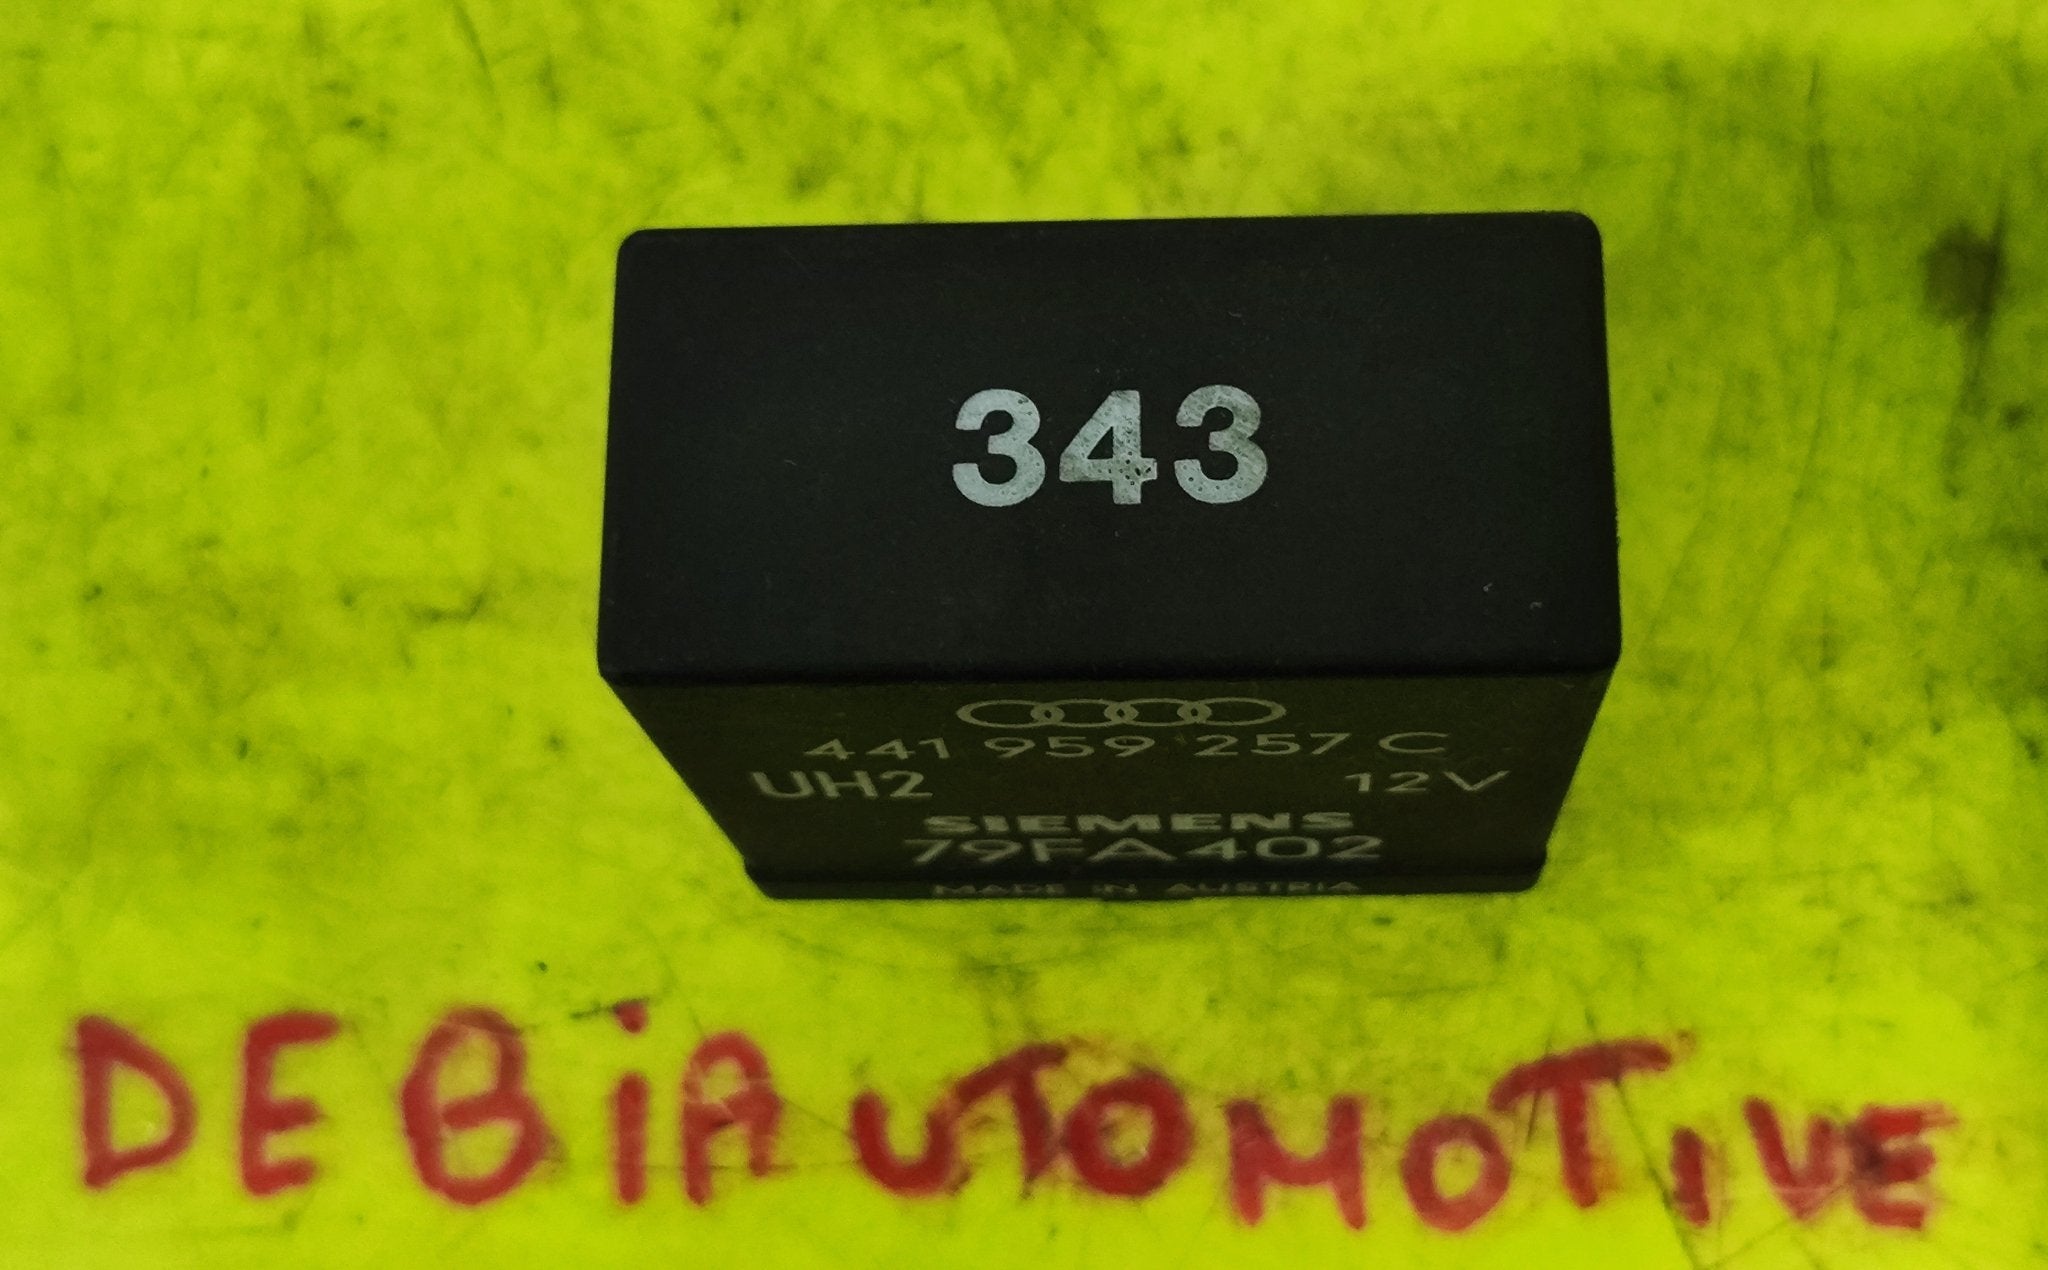 343
441 959 257 C
UH2 12V
SIEMENS
79FA402
MADE IN AUSTRIA
DEBiAUTOMOTiVE